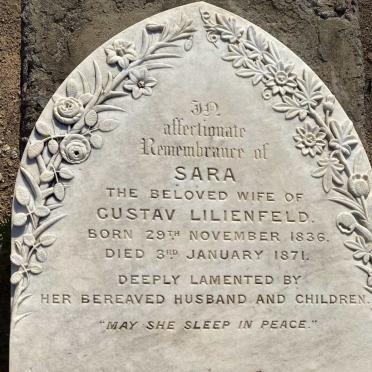 In
affectionate
Remembrance of
SARA
THE BELOVED WIFE OF
GUSTAV LILIENFELD.
BORN 29TH NOVEMBER 1836.
DIED 3RD JANUARY 1871.
DEEPLY LAMENTED BY
HER BEREAVED HUSBAND AND CHILDREN.
"MAY SHE SLEEP IN PEACE."